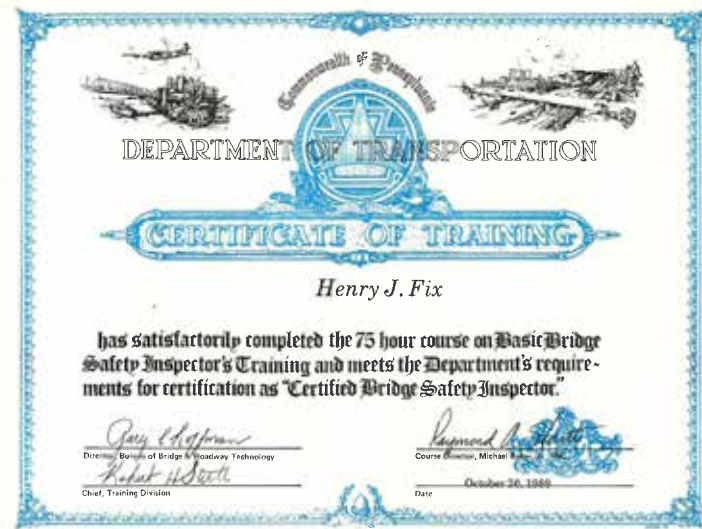 Commonwealth of Pennsylvania
DEPARTMENT OF TRANSPORTATION
CERTIFICATE OF TRAINING
Henry J. Fix
has satisfactorily completed the 75 hour course on Basic Bridge
Safety Inspector's Training and meets the Department's require-
ments for certification as "Certified Bridge Safety Inspector."
Director, Bureau of Bridge & Roadway Technology
Course Director, Michael
Chief, Training Division
October 26, 1989
Date